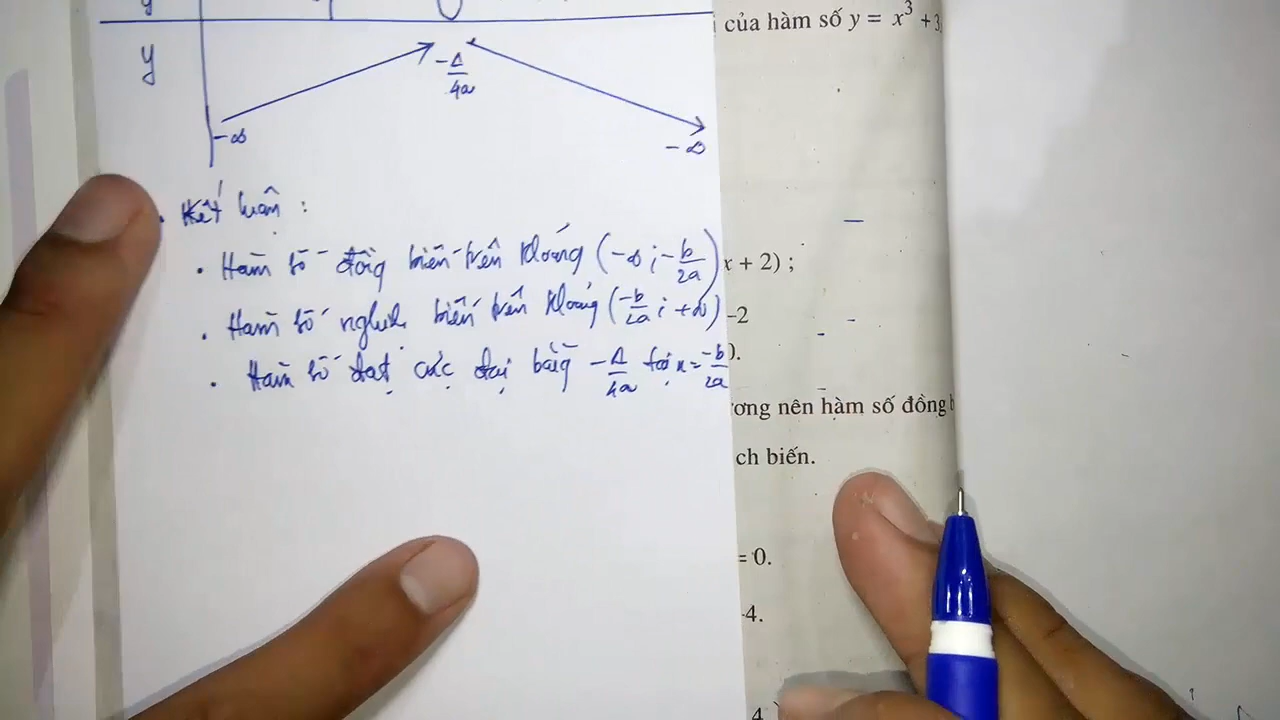 y
-Δ/4a
-∞
-∞
Kết luận :
• Hàm số đồng biến trên khoảng (-∞ ; -b/2a)
• Hàm số nghịch biến trên khoảng (-b/2a ; +∞)
• Hàm số đạt cực đại bằng -Δ/4a tại x = -b/2a
của hàm số y = x³ + 3
x + 2) ;
-2
).
ơng nên hàm số đồng b
ch biến.
= 0.
-4.
4